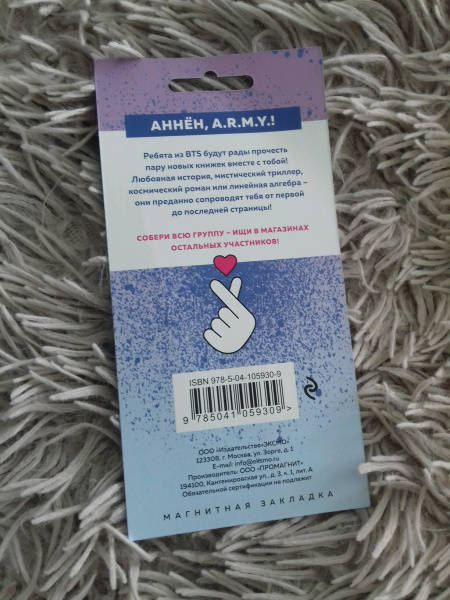 АННЁН, A.R.M.Y.!
Ребята из BTS будут рады прочесть
пару новых книжек вместе с тобой!
Любовная история, мистический триллер,
космический роман или линейная алгебра –
они преданно сопроводят тебя от первой
до последней страницы!
СОБЕРИ ВСЮ ГРУППУ – ИЩИ В МАГАЗИНАХ
ОСТАЛЬНЫХ УЧАСТНИКОВ!
ISBN 978-5-04-105930-9
9 785041 059309 >
ООО «Издательство «ЭКСМО»
123308, г. Москва, ул. Зорге, д. 1
E-mail: info@eksmo.ru
Производитель: ООО «ПРОМАГНИТ»
194100, Кантемировская ул., д. 3, к. 1, лит. А
Обязательной сертификации не подлежит
МАГНИТНАЯ ЗАКЛАДКА